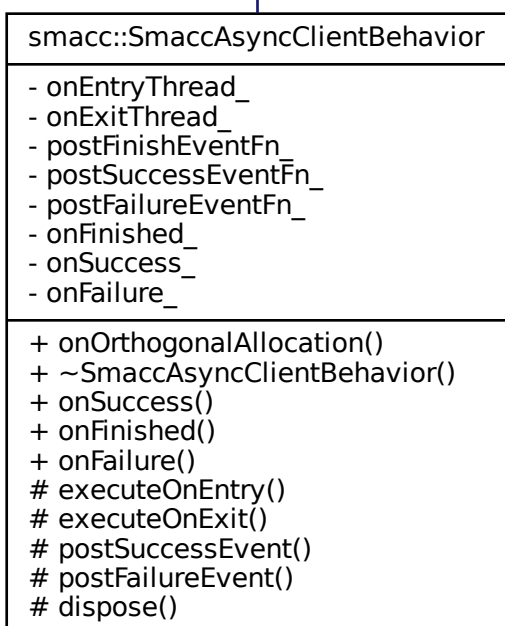 smacc::SmaccAsyncClientBehavior
- onEntryThread_
- onExitThread_
- postFinishEventFn_
- postSuccessEventFn_
- postFailureEventFn_
- onFinished_
- onSuccess_
- onFailure_
+ onOrthogonalAllocation()
+ ~SmaccAsyncClientBehavior()
+ onSuccess()
+ onFinished()
+ onFailure()
# executeOnEntry()
# executeOnExit()
# postSuccessEvent()
# postFailureEvent()
# dispose()